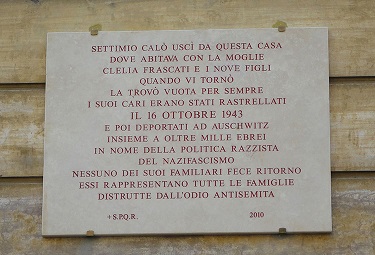 SETTIMIO CALÒ USCÌ DA QUESTA CASA
DOVE ABITAVA CON LA MOGLIE
CLELIA FRASCATI E I NOVE FIGLI
QUANDO VI TORNÒ
LA TROVÒ VUOTA PER SEMPRE
I SUOI CARI ERANO STATI RASTRELLATI
IL 16 OTTOBRE 1943
E POI DEPORTATI AD AUSCHWITZ
INSIEME A OLTRE MILLE EBREI
IN NOME DELLA POLITICA RAZZISTA
DEL NAZIFASCISMO
NESSUNO DEI SUOI FAMILIARI FECE RITORNO
ESSI RAPPRESENTANO TUTTE LE FAMIGLIE
DISTRUTTE DALL'ODIO ANTISEMITA
+ S.P.Q.R. 2010